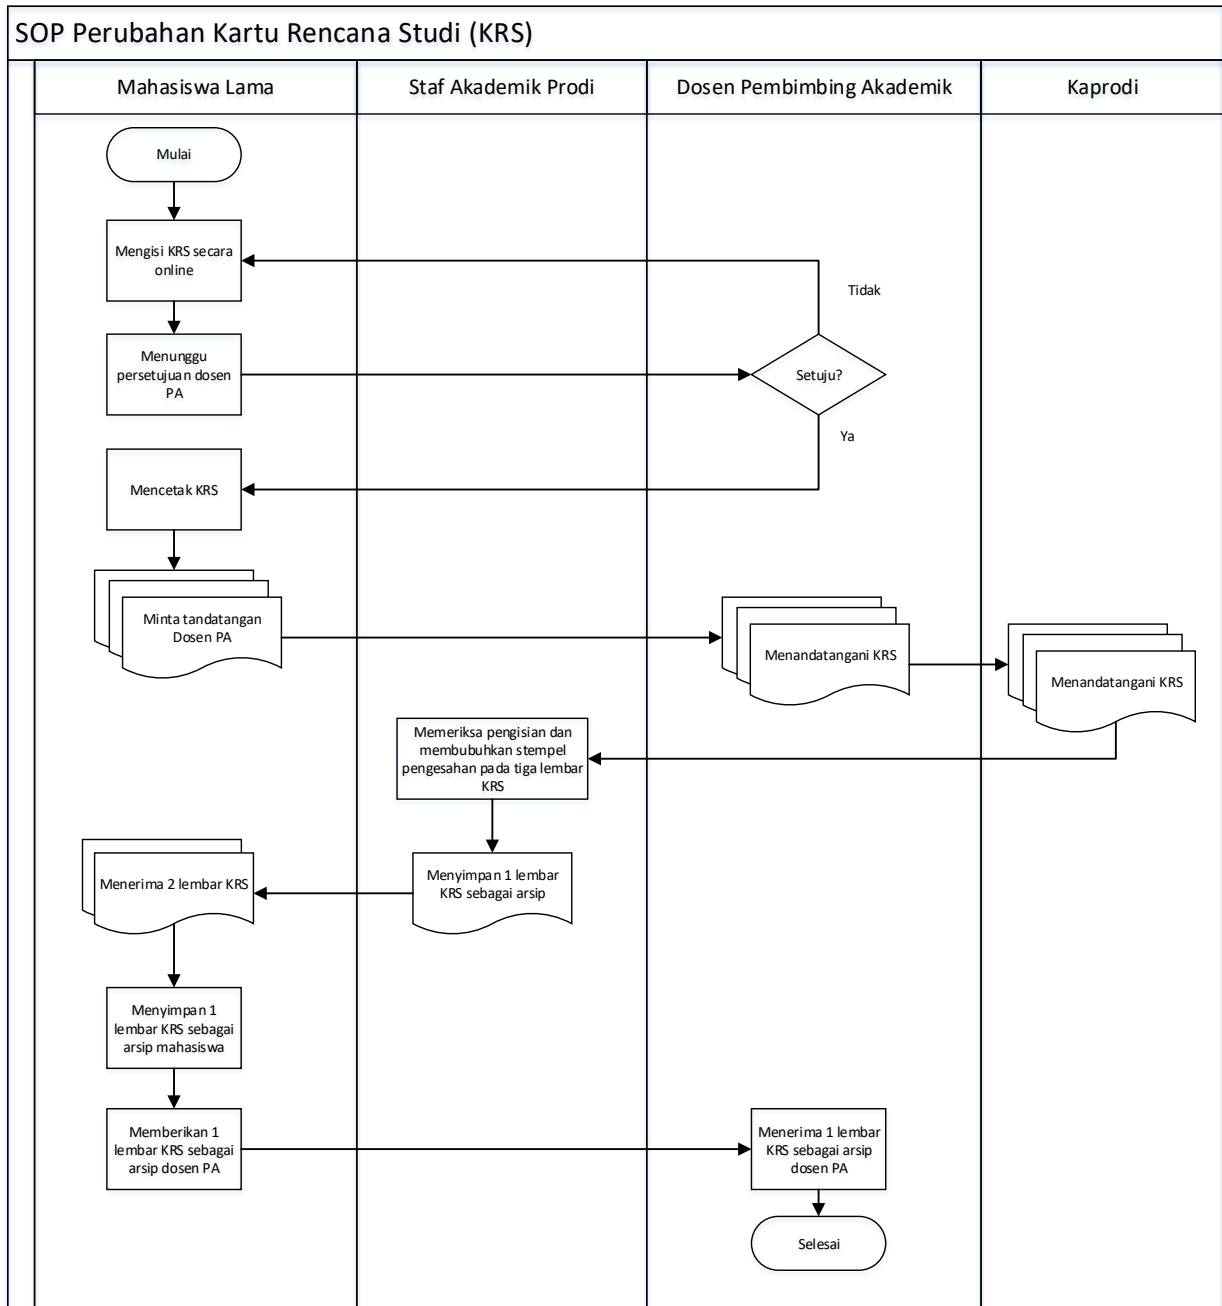 SOP Perubahan Kartu Rencana Studi (KRS)
Mahasiswa Lama
Staf Akademik Prodi
Dosen Pembimbing Akademik
Kaprodi
Mulai
Mengisi KRS secara
online
Tidak
Menunggu
persetujuan dosen
PA
Setuju?
Ya
Mencetak KRS
Minta tandatangan
Dosen PA
Menandatangani KRS
Menandatangani KRS
Memeriksa pengisian dan
membubuhkan stempel
pengesahan pada tiga lembar
KRS
Menerima 2 lembar KRS
Menyimpan 1 lembar
KRS sebagai arsip
Menyimpan 1
lembar KRS sebagai
arsip mahasiswa
Memberikan 1
lembar KRS sebagai
arsip dosen PA
Menerima 1 lembar
KRS sebagai arsip
dosen PA
Selesai